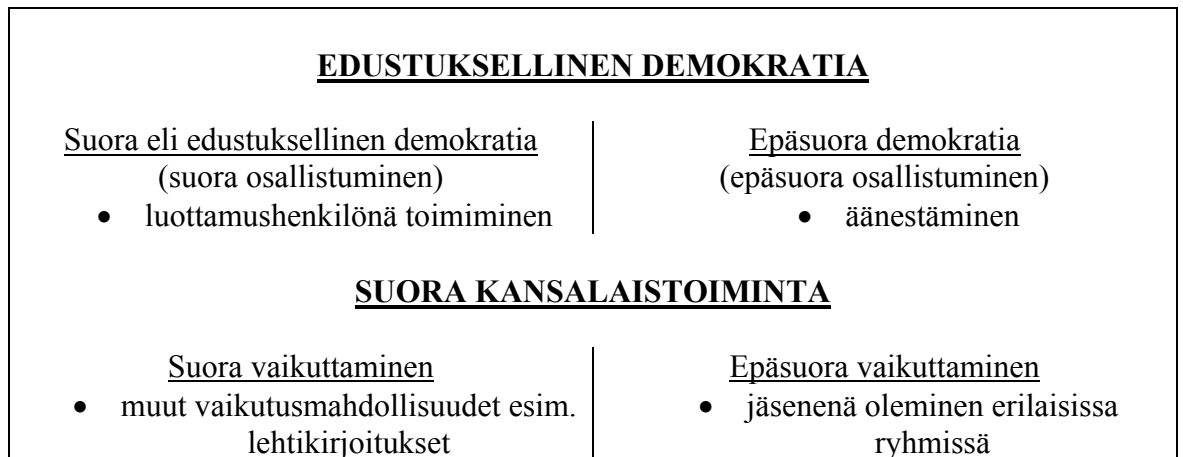 EDUSTUKSELLINEN DEMOKRATIA
Suora eli edustuksellinen demokratia
(suora osallistuminen)
• luottamushenkilönä toimiminen
Epäsuora demokratia
(epäsuora osallistuminen)
• äänestäminen
SUORA KANSALAISTOIMINTA
Suora vaikuttaminen
• muut vaikutusmahdollisuudet esim.
lehtikirjoitukset
Epäsuora vaikuttaminen
• jäsenenä oleminen erilaisissa
ryhmissä